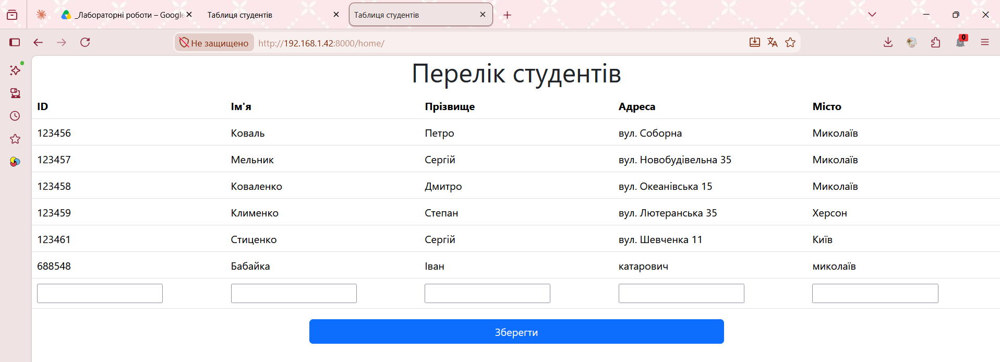 _Лабораторні роботи – Google
Таблиця студентів
Таблиця студентів
Не защищено
http://192.168.1.42:8000/home/
0
Перелік студентів
ID Ім'я Прізвище Адреса Місто
123456 Коваль Петро вул. Соборна Миколаїв
123457 Мельник Сергій вул. Новобудівельна 35 Миколаїв
123458 Коваленко Дмитро вул. Океанівська 15 Миколаїв
123459 Клименко Степан вул. Лютеранська 35 Херсон
123461 Стиценко Сергій вул. Шевченка 11 Київ
688548 Бабайка Іван катарович миколаїв
Зберегти